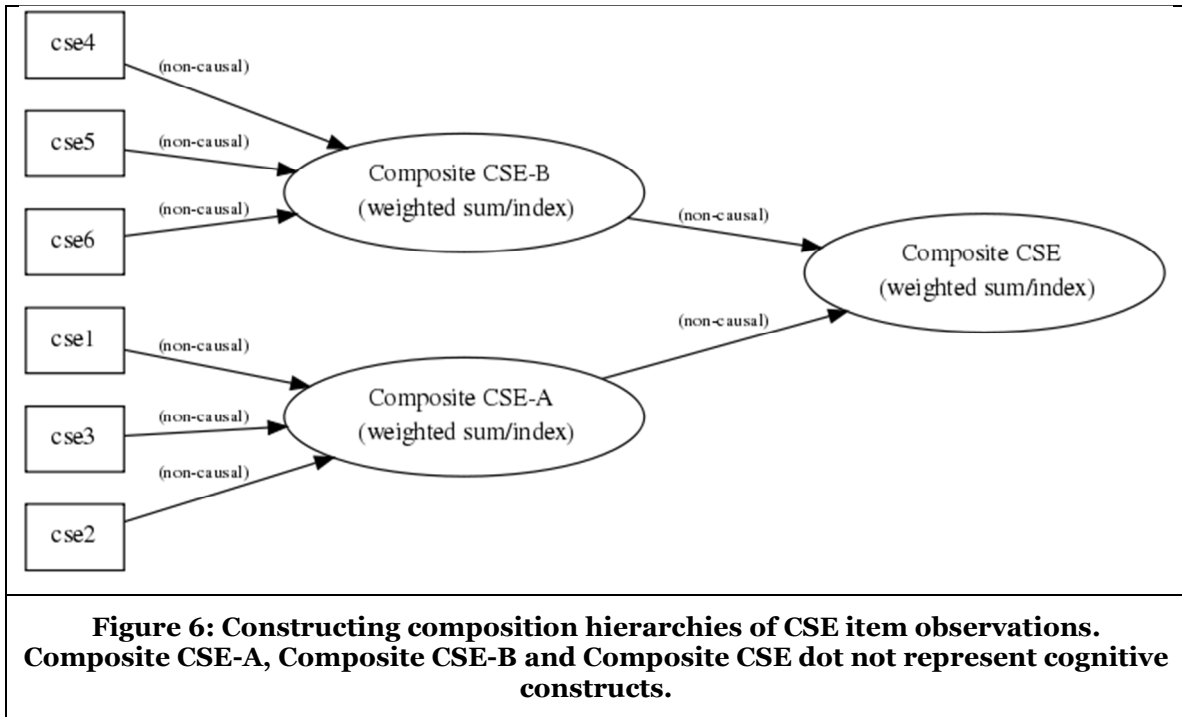 cse4
(non-causal)
cse5
(non-causal)
cse6
(non-causal)
Composite CSE-B
(weighted sum/index)
(non-causal)
Composite CSE
(weighted sum/index)
cse1
(non-causal)
cse3
(non-causal)
cse2
(non-causal)
Composite CSE-A
(weighted sum/index)
(non-causal)
Figure 6: Constructing composition hierarchies of CSE item observations.
Composite CSE-A, Composite CSE-B and Composite CSE dot not represent cognitive
constructs.